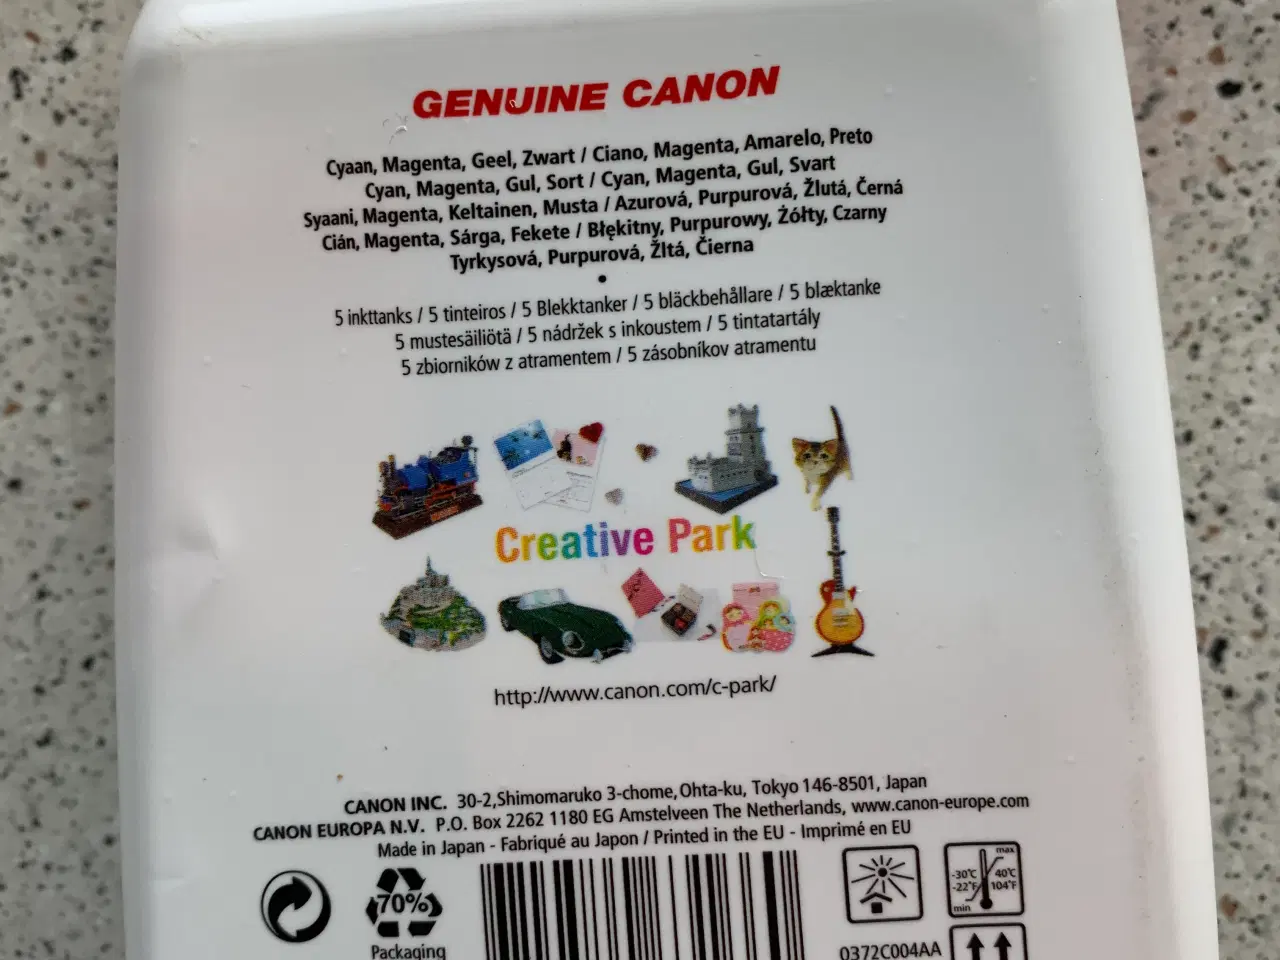 GENUINE CANON
Cyaan, Magenta, Geel, Zwart / Ciano, Magenta, Amarelo, Preto
Cyan, Magenta, Gul, Sort / Cyan, Magenta, Gul, Svart
Syaani, Magenta, Keltainen, Musta / Azurová, Purpurová, Žlutá, Černá
Cián, Magenta, Sárga, Fekete / Błękitny, Purpurowy, Żółty, Czarny
Tyrkysová, Purpurová, Žltá, Čierna
•
5 inkttanks / 5 tinteiros / 5 Blekktanker / 5 bläckbehållare / 5 blæktanke
5 mustesäiliötä / 5 nádržek s inkoustem / 5 tintatartály
5 zbiorników z atramentem / 5 zásobníkov atramentu
Creative Park
http://www.canon.com/c-park/
CANON INC. 30-2,Shimomaruko 3-chome, Ohta-ku, Tokyo 146-8501, Japan
CANON EUROPA N.V. P.O. Box 2262 1180 EG Amstelveen The Netherlands, www.canon-europe.com
Made in Japan - Fabriqué au Japon / Printed in the EU - Imprimé en EU
70%
Packaging
max
-30°C 40°C
-22°F 104°F
min
0372C004AA